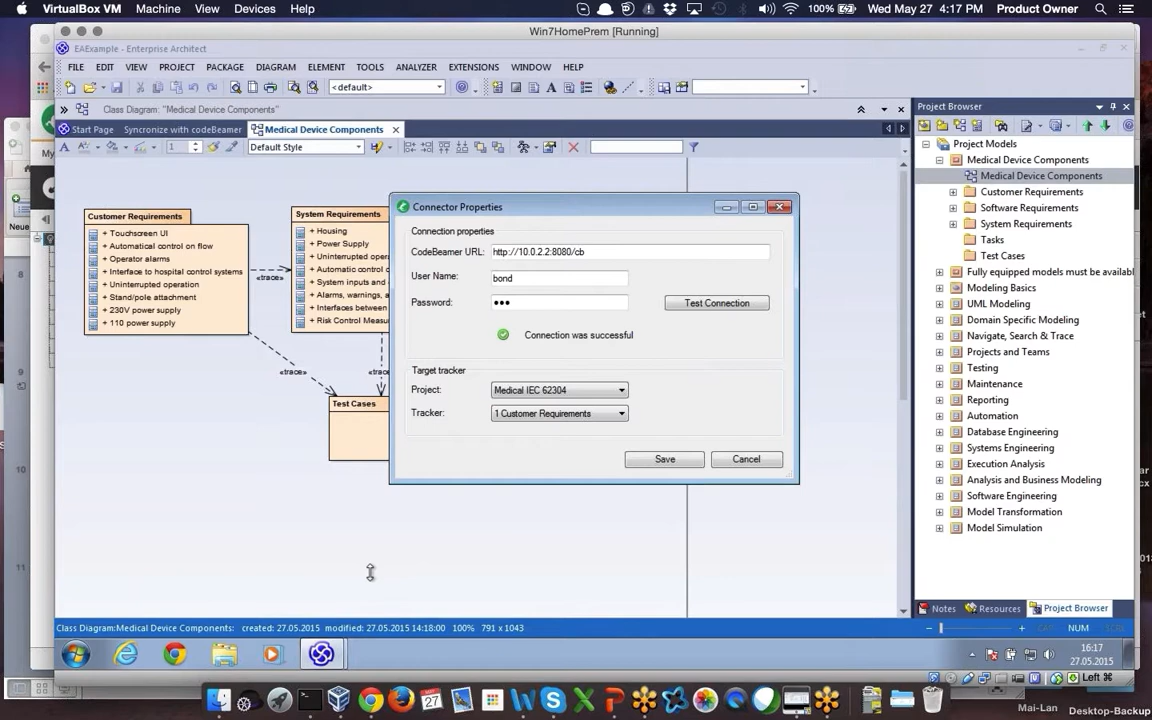 VirtualBox VM Machine View Devices Help 100% Wed May 27 4:17 PM Product Owner
Win7HomePrem [Running]
EAExample - Enterprise Architect
FILE EDIT VIEW PROJECT PACKAGE DIAGRAM ELEMENT TOOLS ANALYZER EXTENSIONS WINDOW HELP
<default>
Class Diagram: "Medical Device Components"
Start Page Syncronize with codeBeamer Medical Device Components
1 Default Style
Customer Requirements
+ Touchscreen UI
+ Automatical control on flow
+ Operator alarms
+ Interface to hospital control systems
+ Uninterrupted operation
+ Stand/pole attachment
+ 230V power supply
+ 110 power supply
«trace»
System Requirements
+ Housing
+ Power Supply
+ Uninterrupted oper
+ Automatic control o
+ System inputs and
+ Alarms, warnings, a
+ Interfaces between
+ Risk Control Measu
«trace»
«trac
Test Cases
Connector Properties
Connection properties
CodeBeamer URL: http://10.0.2.2:8080/cb
User Name: bond
Password: •••
Test Connection
Connection was successful
Target tracker
Project: Medical IEC 62304
Tracker: 1 Customer Requirements
Save Cancel
Project Browser
Project Models
Medical Device Components
Medical Device Components
Customer Requirements
Software Requirements
System Requirements
Tasks
Test Cases
Fully equipped models must be availabl
Modeling Basics
UML Modeling
Domain Specific Modeling
Navigate, Search & Trace
Projects and Teams
Testing
Maintenance
Reporting
Automation
Database Engineering
Systems Engineering
Execution Analysis
Analysis and Business Modeling
Software Engineering
Model Transformation
Model Simulation
Notes Resources Project Browser
Class Diagram:Medical Device Components: created: 27.05.2015 modified: 27.05.2015 14:18:00 100% 791 x 1043
NUM
16:17
27.05.2015
Left ⌘
My
Neue
8
9
10
11
Mai-Lan
Desktop-Backup